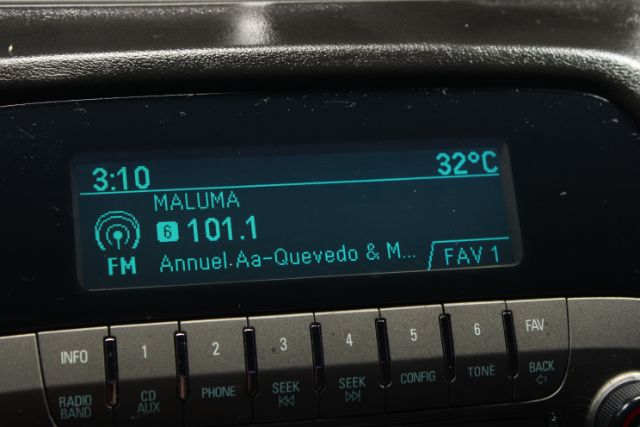 3:10 32°C
MALUMA
6 101.1
FM Annuel.Aa-Quevedo & M... FAV 1
INFO 1 2 3 4 5 6 FAV
RADIO BAND CD AUX PHONE SEEK SEEK CONFIG TONE BACK